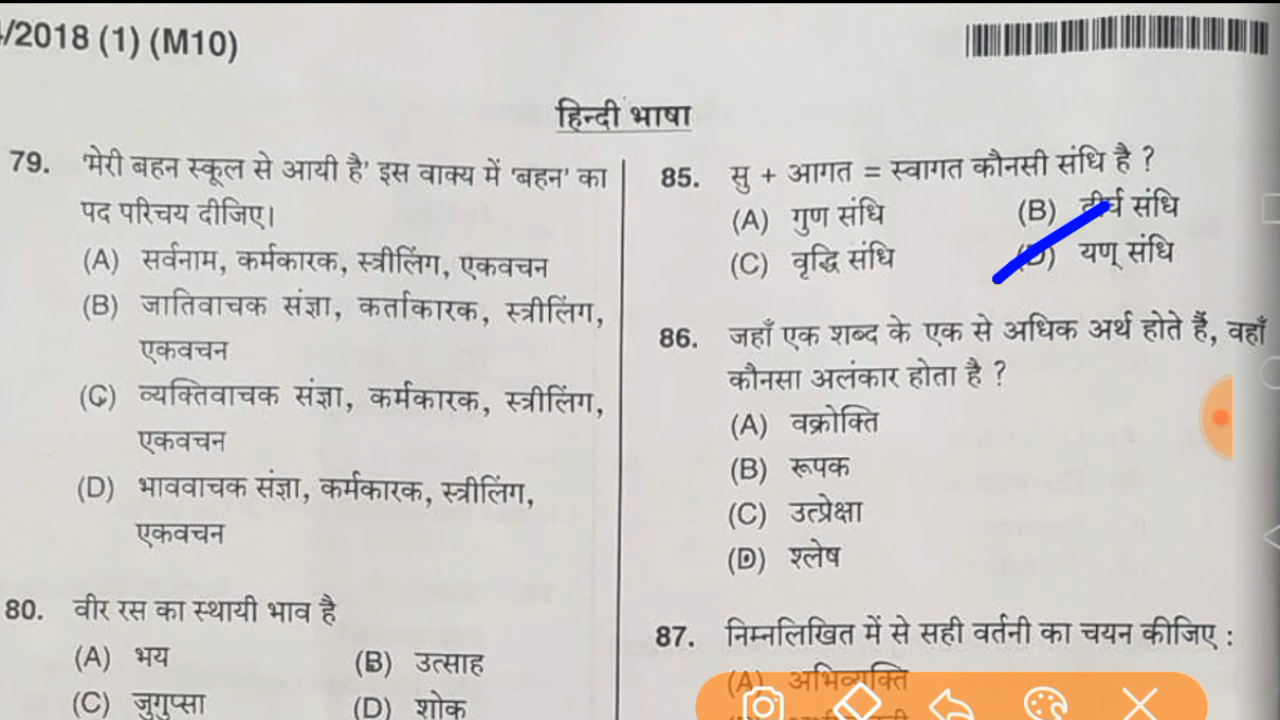 4/2018 (1) (M10)
हिन्दी भाषा
79. 'मेरी बहन स्कूल से आयी है' इस वाक्य में 'बहन' का
पद परिचय दीजिए।
(A) सर्वनाम, कर्मकारक, स्त्रीलिंग, एकवचन
(B) जातिवाचक संज्ञा, कर्ताकारक, स्त्रीलिंग,
एकवचन
(C) व्यक्तिवाचक संज्ञा, कर्मकारक, स्त्रीलिंग,
एकवचन
(D) भाववाचक संज्ञा, कर्मकारक, स्त्रीलिंग,
एकवचन
80. वीर रस का स्थायी भाव है
(A) भय (B) उत्साह
(C) जुगुप्सा (D) शोक
85. सु + आगत = स्वागत कौनसी संधि है ?
(A) गुण संधि (B) दीर्घ संधि
(C) वृद्धि संधि (D) यण् संधि
86. जहाँ एक शब्द के एक से अधिक अर्थ होते हैं, वहाँ
कौनसा अलंकार होता है ?
(A) वक्रोक्ति
(B) रूपक
(C) उत्प्रेक्षा
(D) श्लेष
87. निम्नलिखित में से सही वर्तनी का चयन कीजिए :
(A) अभिव्यक्ति